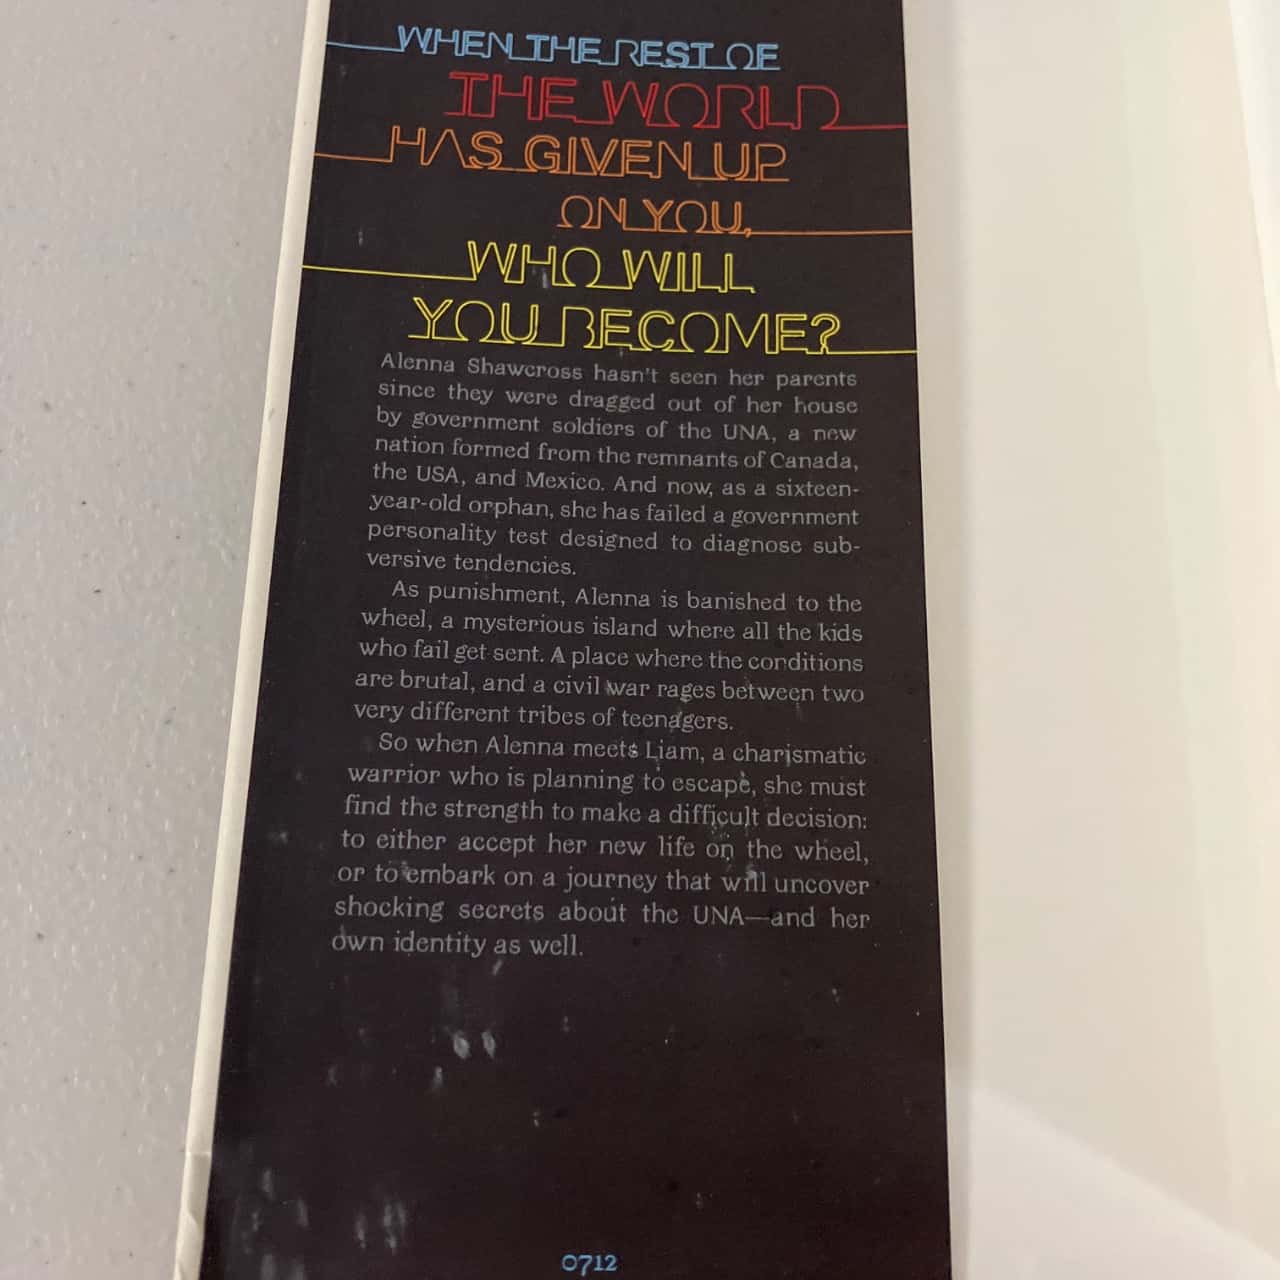 WHEN THE REST OF
THE WORLD
HAS GIVEN UP
ON YOU,
WHO WILL
YOU BECOME?
Alenna Shawcross hasn't seen her parents
since they were dragged out of her house
by government soldiers of the UNA, a new
nation formed from the remnants of Canada,
the USA, and Mexico. And now, as a sixteen-
year-old orphan, she has failed a government
personality test designed to diagnose sub-
versive tendencies.
As punishment, Alenna is banished to the
wheel, a mysterious island where all the kids
who fail get sent. A place where the conditions
are brutal, and a civil war rages between two
very different tribes of teenagers.
So when Alenna meets Liam, a charismatic
warrior who is planning to escape, she must
find the strength to make a difficult decision:
to either accept her new life on the wheel,
or to embark on a journey that will uncover
shocking secrets about the UNA—and her
own identity as well.
0712